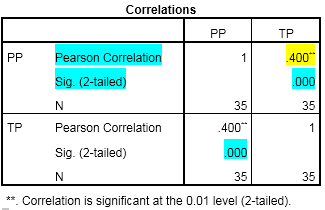 Correlations
PP TP
PP Pearson Correlation 1 .400**
Sig. (2-tailed) .000
N 35 35
TP Pearson Correlation .400** 1
Sig. (2-tailed) .000
N 35 35
**. Correlation is significant at the 0.01 level (2-tailed).